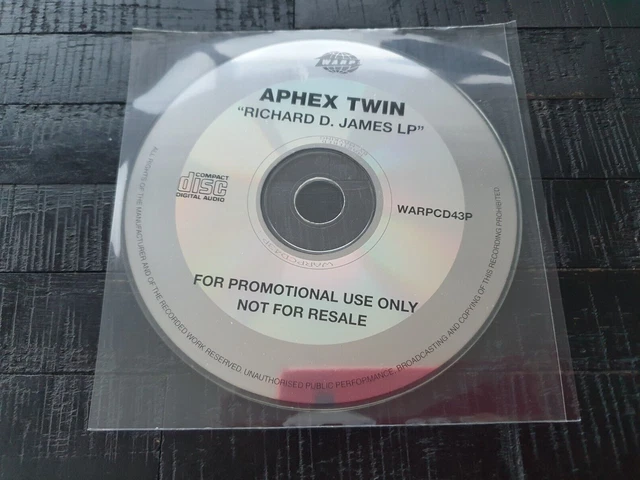 WARP
APHEX TWIN
"RICHARD D. JAMES LP"
COMPACT
disc
DIGITAL AUDIO
WARPCD43P
FOR PROMOTIONAL USE ONLY
NOT FOR RESALE
ALL RIGHTS OF THE MANUFACTURER AND OF THE RECORDED WORK RESERVED. UNAUTHORISED PUBLIC PERFORMANCE, BROADCASTING AND COPYING OF THIS RECORDING PROHIBITED